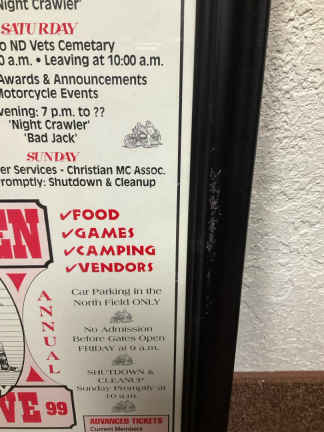 Night Crawler'
SATURDAY
o ND Vets Cemetary
0 a.m. • Leaving at 10:00 a.m.
Awards & Announcements
Motorcycle Events
vening: 7 p.m. to ??
'Night Crawler'
'Bad Jack'
SUNDAY
er Services - Christian MC Assoc.
romptly: Shutdown & Cleanup
EN
✓FOOD
✓GAMES
✓CAMPING
✓VENDORS
ANNUAL
Car Parking in the
North Field ONLY
No Admission
Before Gates Open
FRIDAY at 9 a.m.
SHUTDOWN &
CLEANUP
Sunday Promptly at
10 a.m.
VE 99
ADVANCED TICKETS
Current Members